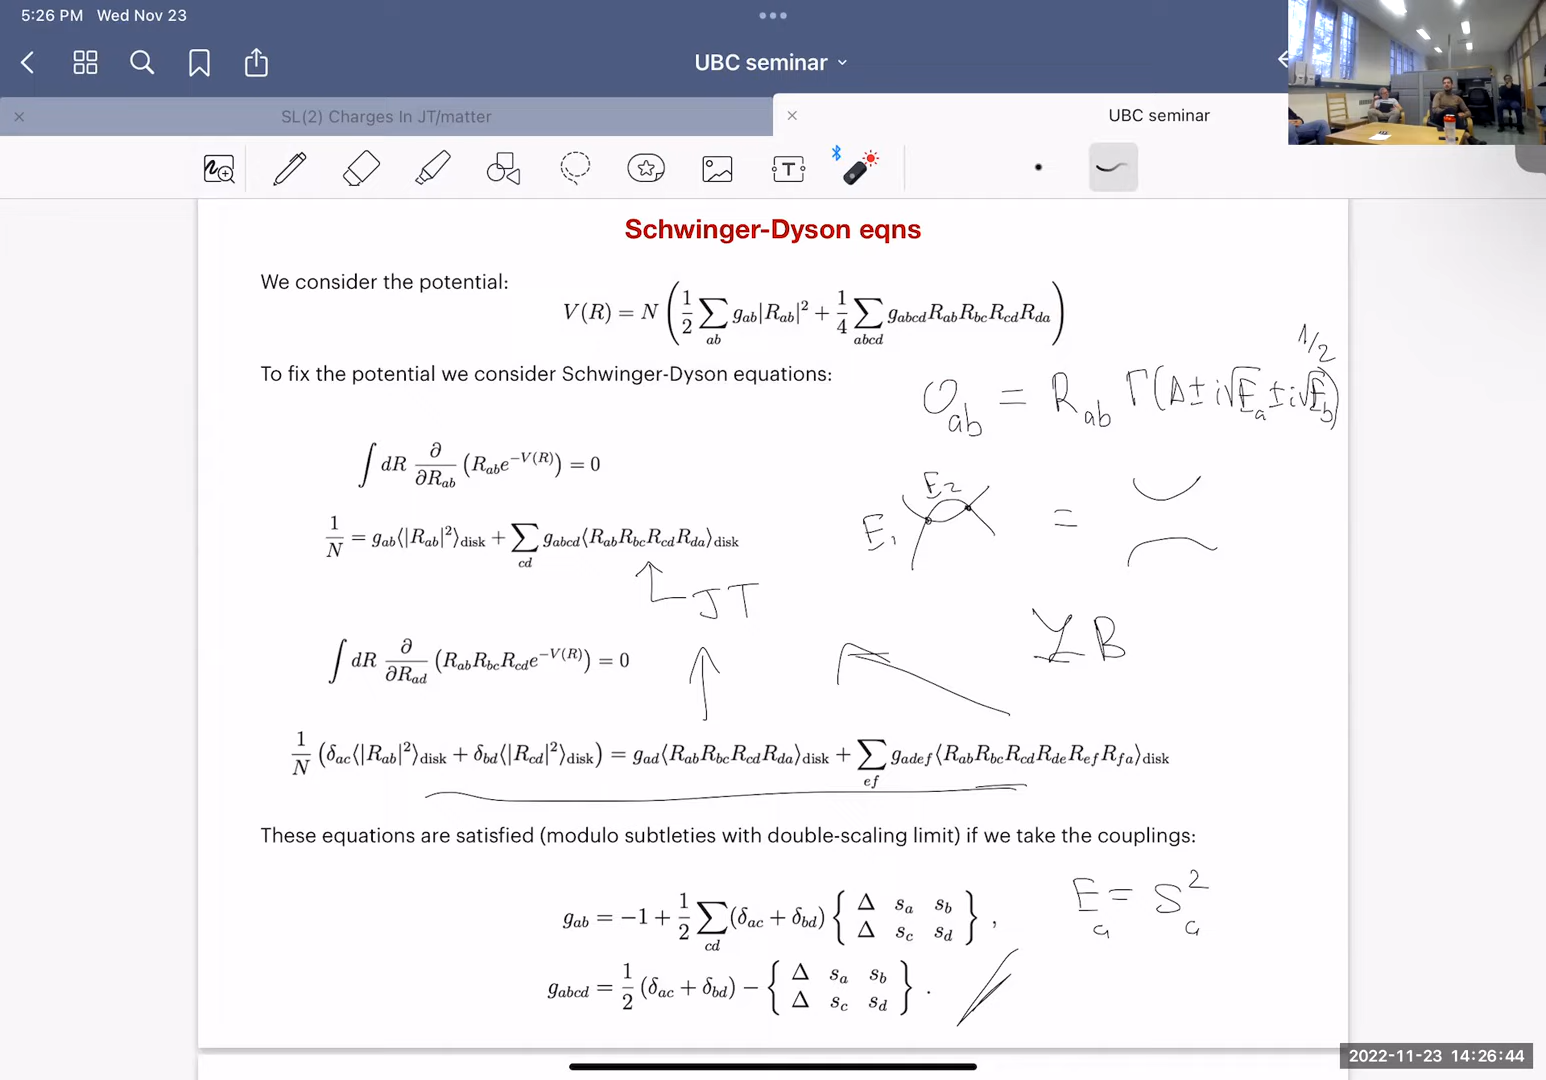 5:26 PM Wed Nov 23
UBC seminar
SL(2) Charges In JT/matter
UBC seminar
T
Schwinger-Dyson eqns
We consider the potential:
V(R) = N ( 1/2 ∑_{ab} g_{ab}|R_{ab}|² + 1/4 ∑_{abcd} g_{abcd}R_{ab}R_{bc}R_{cd}R_{da} )
To fix the potential we consider Schwinger-Dyson equations:
O_{ab} = R_{ab} Γ(Δ ± i√E_a ± i√E_b)^{1/2}
∫ dR ∂/∂R_{ab} (R_{ab}e^{-V(R)}) = 0
E₁ E₂ =
1/N = g_{ab}⟨|R_{ab}|²⟩_{disk} + ∑_{cd} g_{abcd}⟨R_{ab}R_{bc}R_{cd}R_{da}⟩_{disk}
JT
YB
∫ dR ∂/∂R_{ad} (R_{ab}R_{bc}R_{cd}e^{-V(R)}) = 0
1/N (δ_{ac}⟨|R_{ab}|²⟩_{disk} + δ_{bd}⟨|R_{cd}|²⟩_{disk}) = g_{ad}⟨R_{ab}R_{bc}R_{cd}R_{da}⟩_{disk} + ∑_{ef} g_{adef}⟨R_{ab}R_{bc}R_{cd}R_{de}R_{ef}R_{fa}⟩_{disk}
These equations are satisfied (modulo subtleties with double-scaling limit) if we take the couplings:
g_{ab} = −1 + 1/2 ∑_{cd} (δ_{ac} + δ_{bd}) { Δ s_a s_b ; Δ s_c s_d } ,
E_a = S_a²
g_{abcd} = 1/2 (δ_{ac} + δ_{bd}) − { Δ s_a s_b ; Δ s_c s_d } .
2022-11-23 14:26:44